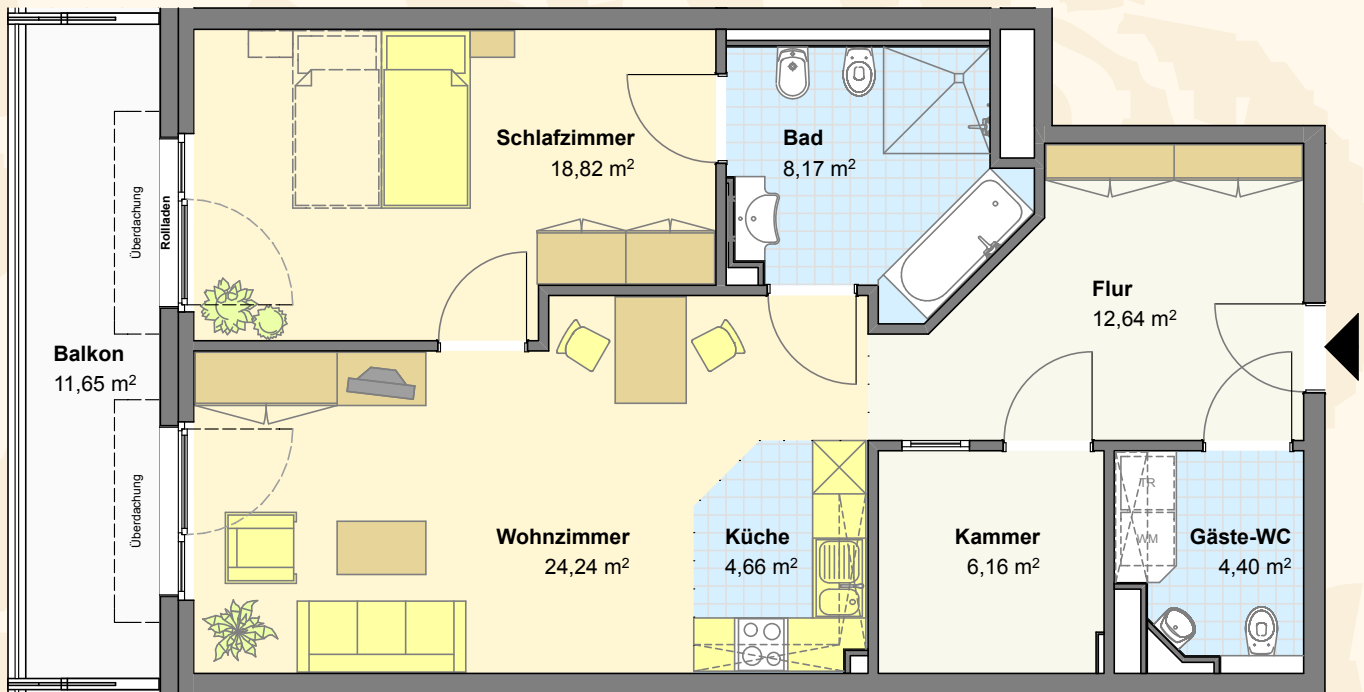 Schlafzimmer
18,82 m²
Bad
8,17 m²
Überdachung
Rollladen
Flur
12,64 m²
Balkon
11,65 m²
Überdachung
Wohnzimmer
24,24 m²
Küche
4,66 m²
Kammer
6,16 m²
TR
WM
Gäste-WC
4,40 m²